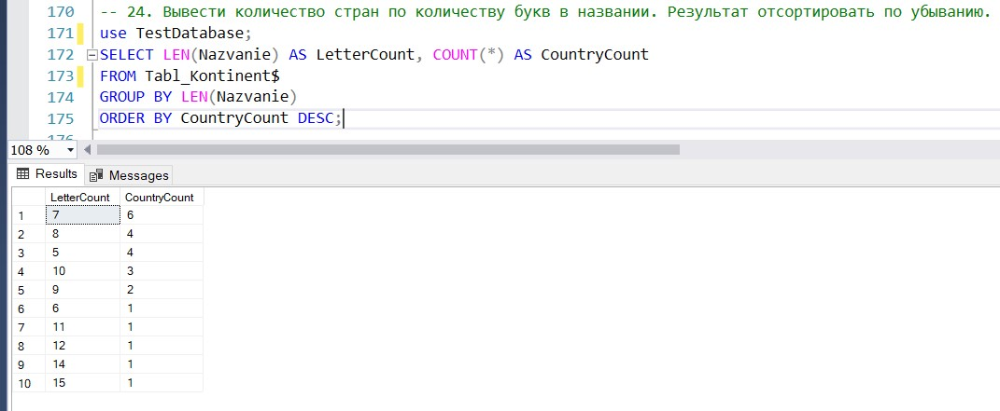 170 -- 24. Вывести количество стран по количеству букв в названии. Результат отсортировать по убыванию.
171 use TestDatabase;
172 SELECT LEN(Nazvanie) AS LetterCount, COUNT(*) AS CountryCount
173 FROM Tabl_Kontinent$
174 GROUP BY LEN(Nazvanie)
175 ORDER BY CountryCount DESC;
176
108 %
Results Messages
LetterCount CountryCount
1 7 6
2 8 4
3 5 4
4 10 3
5 9 2
6 6 1
7 11 1
8 12 1
9 14 1
10 15 1